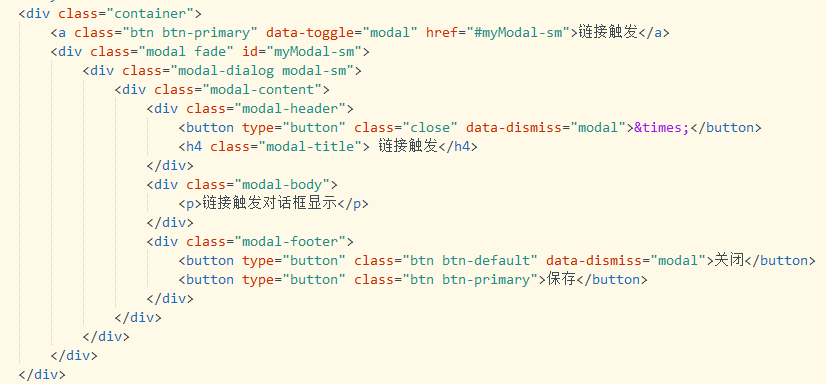 <div class="container">
<a class="btn btn-primary" data-toggle="modal" href="#myModal-sm">链接触发</a>
<div class="modal fade" id="myModal-sm">
<div class="modal-dialog modal-sm">
<div class="modal-content">
<div class="modal-header">
<button type="button" class="close" data-dismiss="modal">&times;</button>
<h4 class="modal-title"> 链接触发</h4>
</div>
<div class="modal-body">
<p>链接触发对话框显示</p>
</div>
<div class="modal-footer">
<button type="button" class="btn btn-default" data-dismiss="modal">关闭</button>
<button type="button" class="btn btn-primary">保存</button>
</div>
</div>
</div>
</div>
</div>